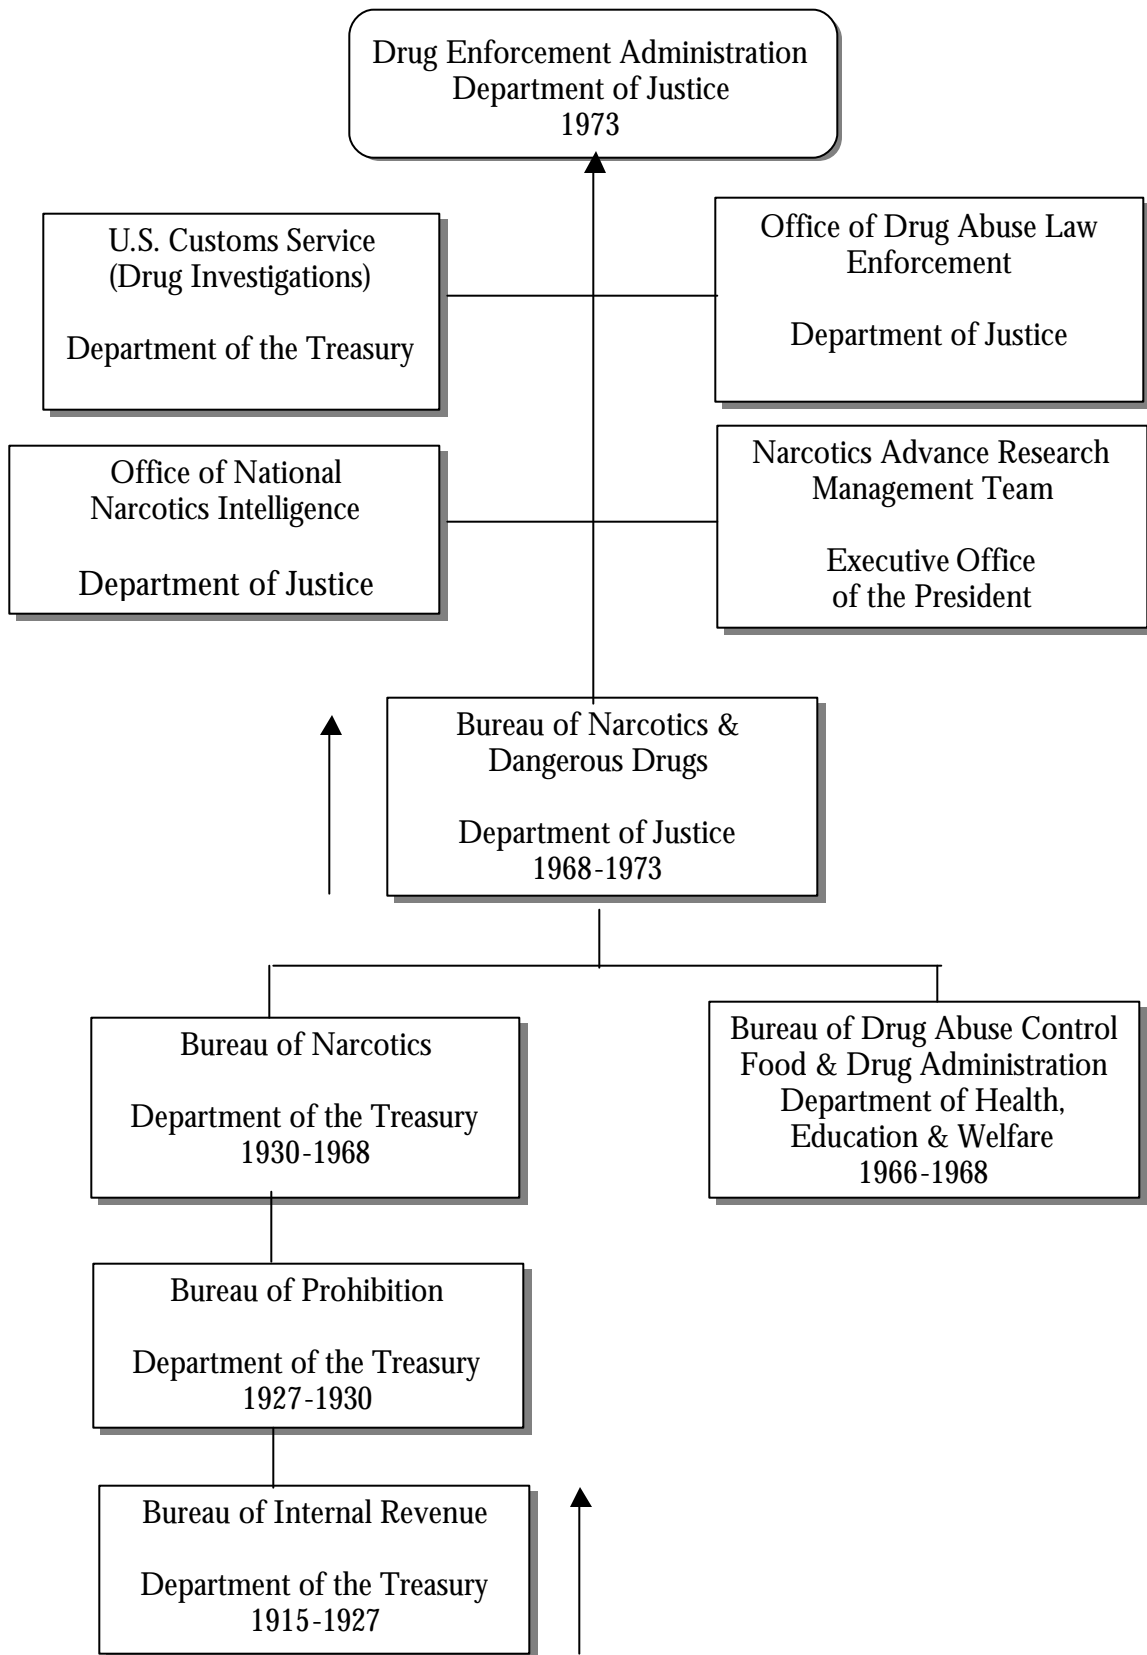 Drug Enforcement Administration
Department of Justice
1973
U.S. Customs Service
(Drug Investigations)
Department of the Treasury
Office of Drug Abuse Law
Enforcement
Department of Justice
Office of National
Narcotics Intelligence
Department of Justice
Narcotics Advance Research
Management Team
Executive Office
of the President
Bureau of Narcotics &
Dangerous Drugs
Department of Justice
1968-1973
Bureau of Narcotics
Department of the Treasury
1930-1968
Bureau of Drug Abuse Control
Food & Drug Administration
Department of Health,
Education & Welfare
1966-1968
Bureau of Prohibition
Department of the Treasury
1927-1930
Bureau of Internal Revenue
Department of the Treasury
1915-1927